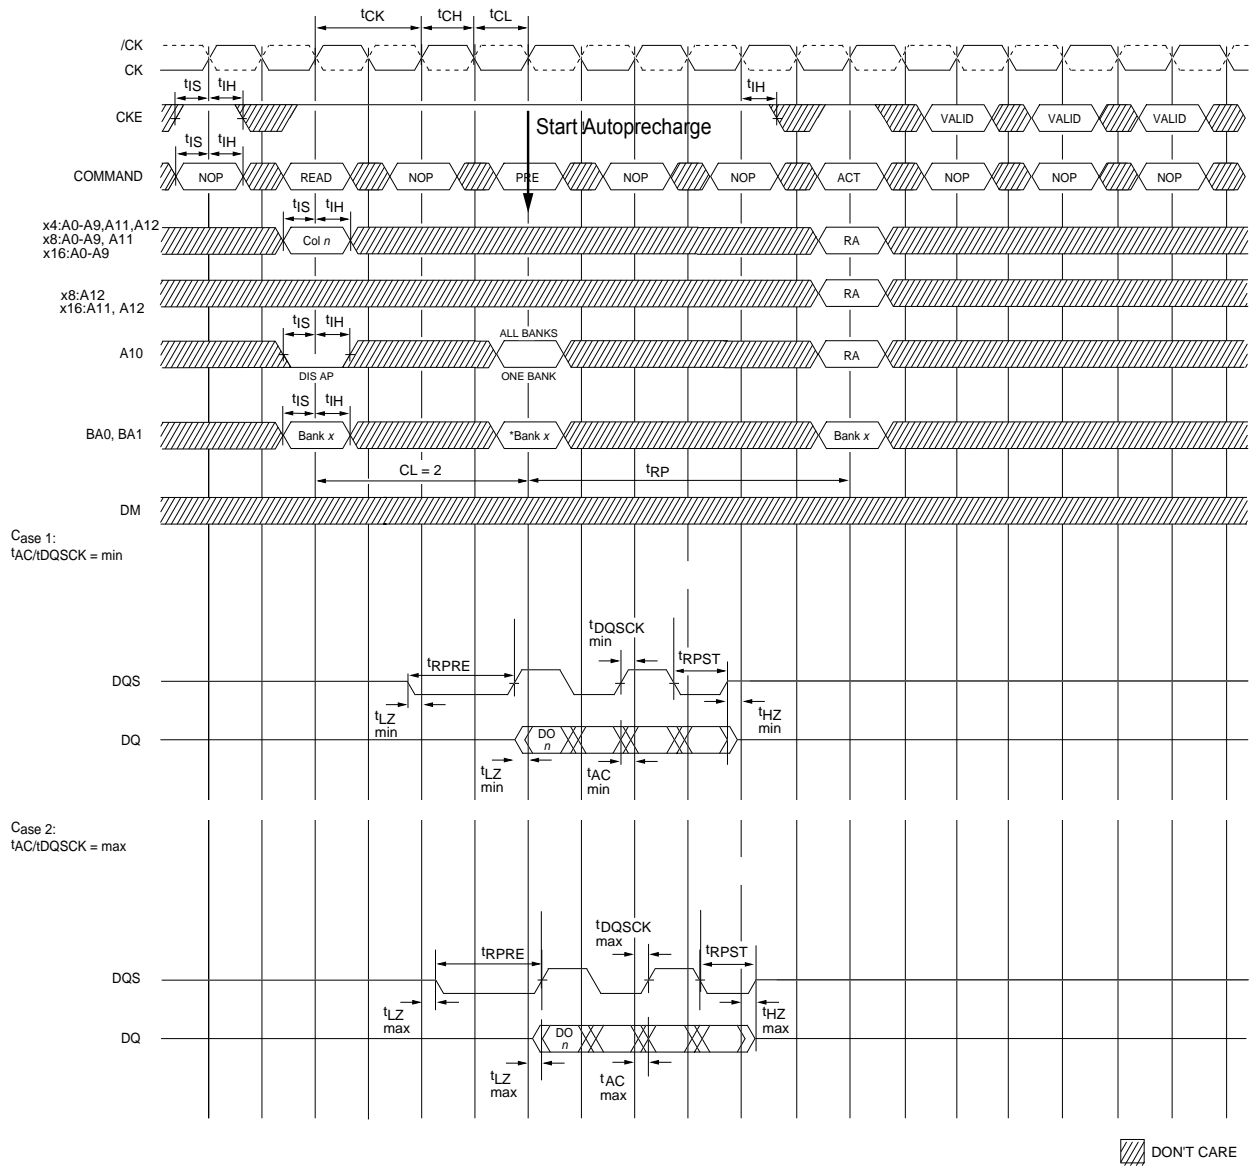 tCK tCH tCL
/CK
CK
tIS tIH tIH
CKE VALID VALID VALID
Start Autoprecharge
tIS tIH
COMMAND NOP READ NOP PRE NOP NOP ACT NOP NOP NOP
tIS tIH
x4:A0-A9,A11,A12
x8:A0-A9, A11
x16:A0-A9
Col n RA
x8:A12
x16:A11, A12
RA
tIS tIH
ALL BANKS
A10 RA
DIS AP ONE BANK
tIS tIH
BA0, BA1 Bank x *Bank x Bank x
CL = 2 tRP
DM
Case 1:
tAC/tDQSCK = min
tDQSCK
min
tRPRE tRPST
DQS
tLZ
min
tHZ
min
DQ DO
n
tLZ
min
tAC
min
Case 2:
tAC/tDQSCK = max
tDQSCK
max
tRPRE tRPST
DQS
tLZ
max
tHZ
max
DQ DO
n
tLZ
max
tAC
max
DON'T CARE